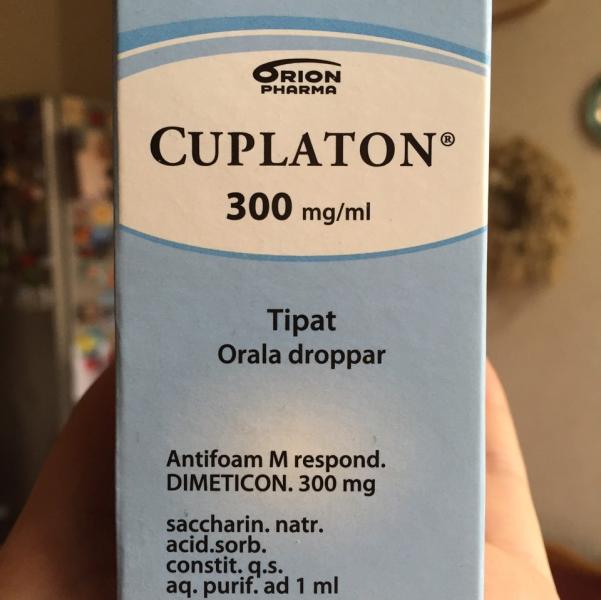 ORION
PHARMA
CUPLATON®
300 mg/ml
Tipat
Orala droppar
Antifoam M respond.
DIMETICON. 300 mg
saccharin. natr.
acid.sorb.
constit. q.s.
aq. purif. ad 1 ml